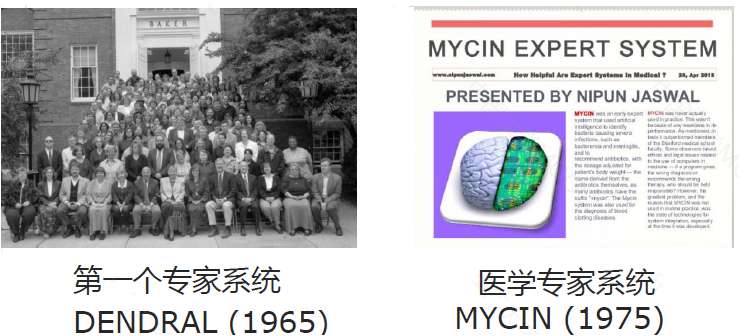 BAKER
MYCIN EXPERT SYSTEM
www.nipunjaswal.com How Helpful Are Expert Systems in Medical ? 20, Apr 2013
PRESENTED BY NIPUN JASWAL
MYCIN was an early expert
system that used artificial
intelligence to identify
bacteria causing severe
infections, such as
bacteremia and meningitis,
and to
recommend antibiotics, with
the dosage adjusted for
patient's body weight — the
name derived from the
antibiotics themselves, as
many antibiotics have the
suffix "-mycin". The Mycin
system was also used for
the diagnosis of blood
clotting diseases.
MYCIN was never actually
used in practice. This wasn't
because of any weakness in its
performance. As mentioned, in
tests it outperformed members
of the Stanford medical school
faculty. Some observers raised
ethical and legal issues related
to the use of computers in
medicine — if a program gives
the wrong diagnosis or
recommends the wrong
therapy, who should be held
responsible? However, the
greatest problem, and the
reason that MYCIN was not
used in routine practice, was
the state of technologies for
system integration, especially
at the time it was developed.
第一个专家系统
DENDRAL (1965)
医学专家系统
MYCIN (1975)